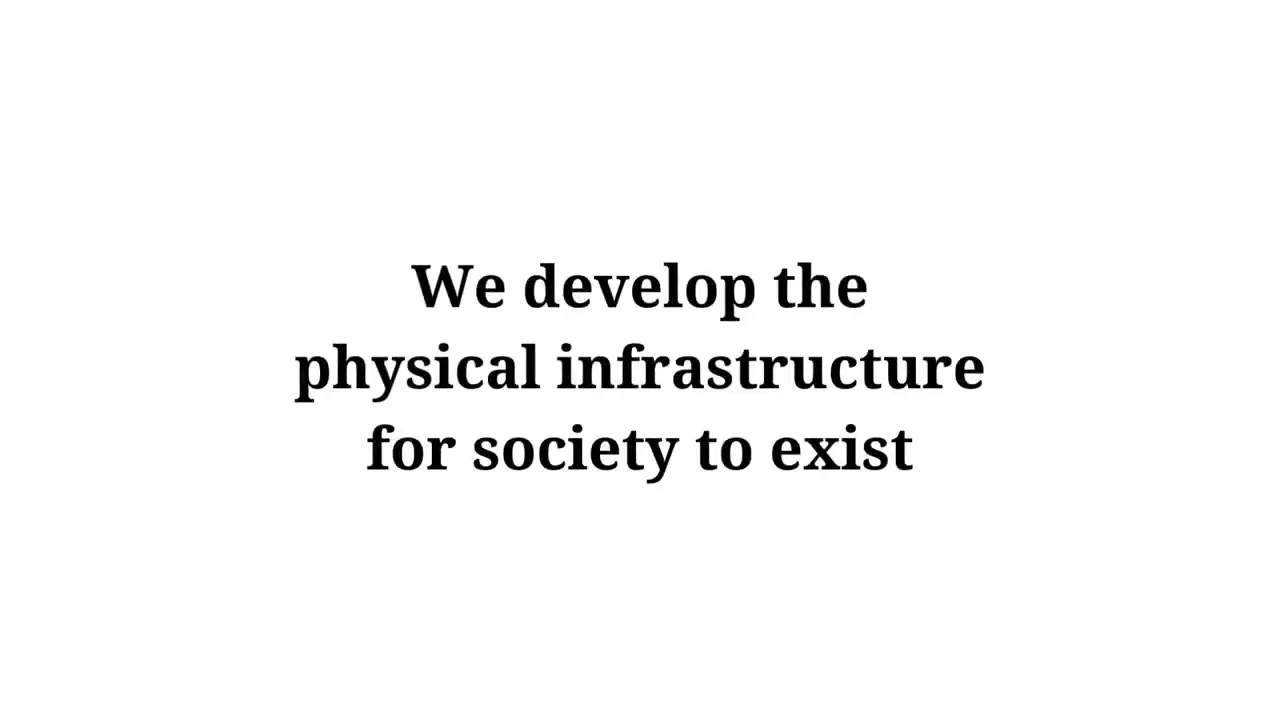 We develop the
physical infrastructure
for society to exist